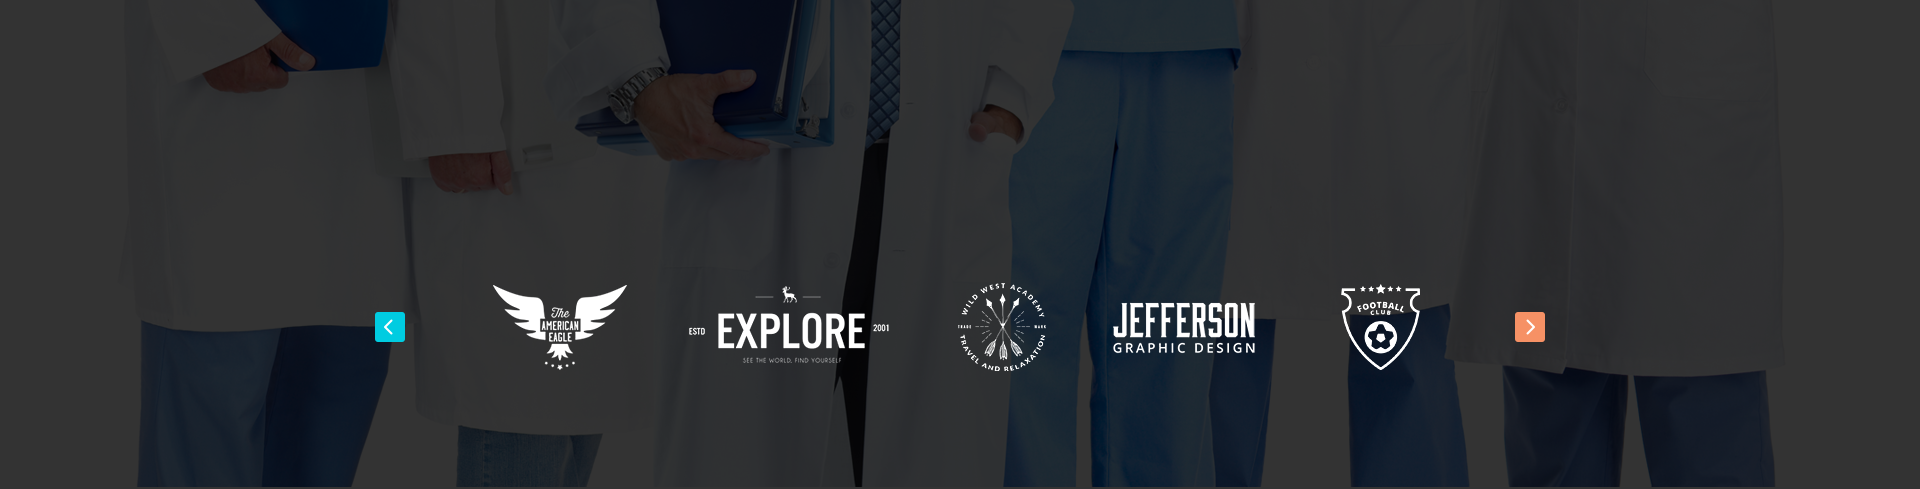 The
AMERICAN
EAGLE
ESTD
EXPLORE
2001
SEE THE WORLD, FIND YOURSELF
WILD WEST ACADEMY
TRADE
MARK
TRAVEL AND RELAXATION
JEFFERSON
GRAPHIC DESIGN
FOOTBALL
CLUB